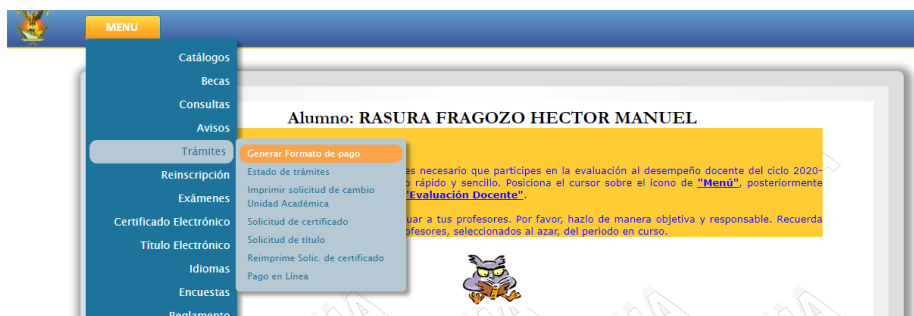 MENU
Catálogos
Becas
Consultas
Avisos
Trámites
Reinscripción
Exámenes
Certificado Electrónico
Título Electrónico
Idiomas
Encuestas
Reglamento
Generar Formato de pago
Estado de trámites
Imprimir solicitud de cambio
Unidad Académica
Solicitud de certificado
Solicitud de título
Reimprime Solic. de certificado
Pago en Línea
Alumno: RASURA FRAGOZO HECTOR MANUEL
es necesario que participes en la evaluación al desempeño docente del ciclo 2020-
rápido y sencillo. Posiciona el cursor sobre el icono de "Menú", posteriormente
"Evaluación Docente".
a tus profesores. Por favor, hazlo de manera objetiva y responsable. Recuerda
seleccionados al azar, del periodo en curso.